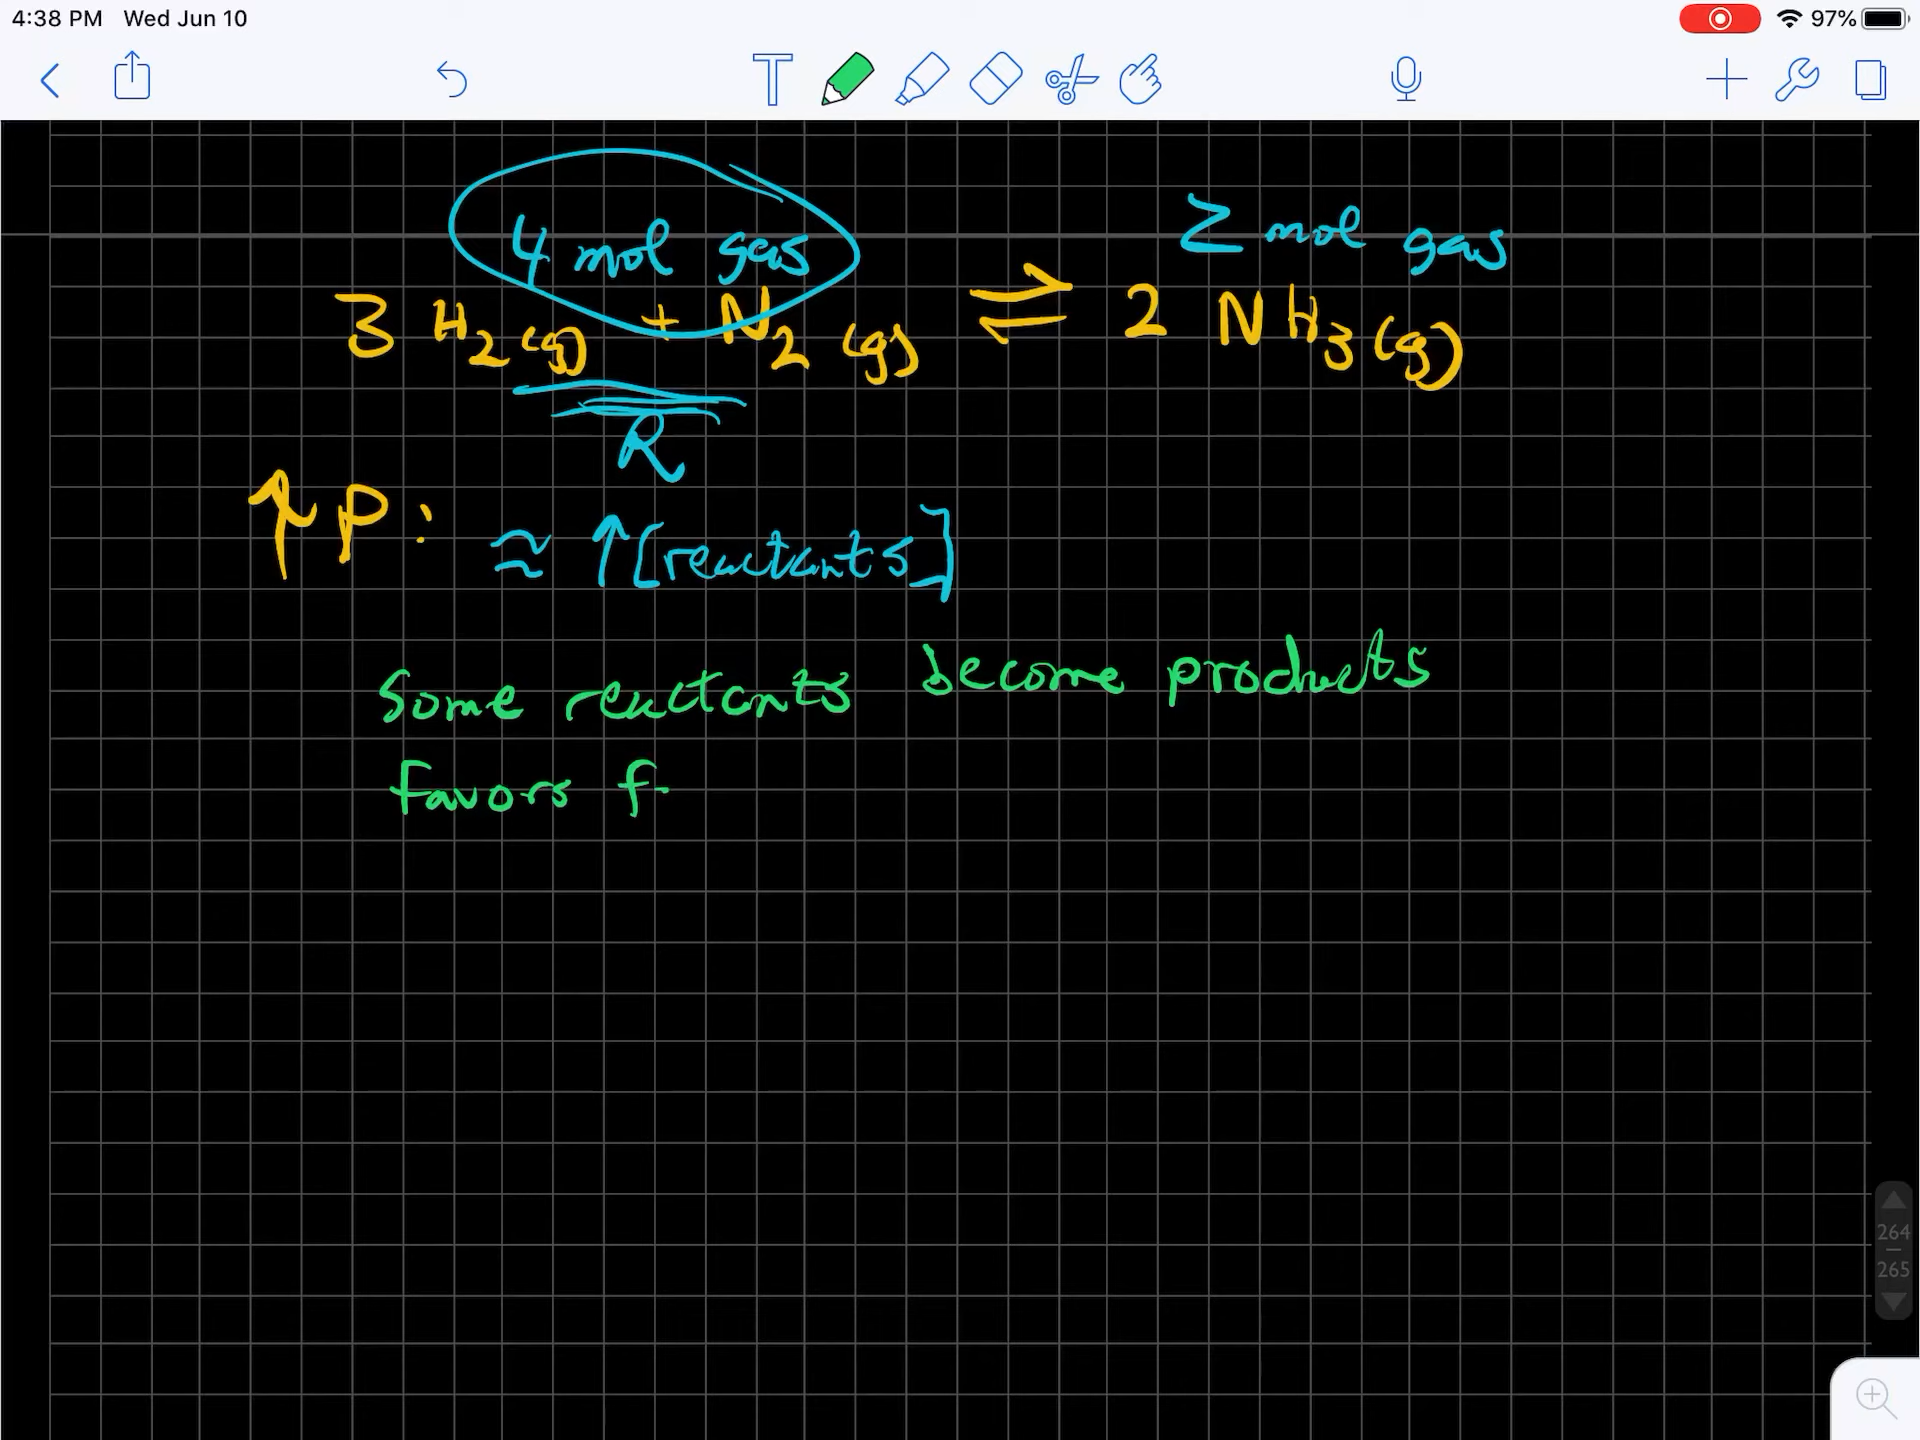 4:38 PM Wed Jun 10
97%
T
4 mol gas
2 mol gas
3 H₂(g) + N₂(g) ⇌ 2 NH₃(g)
R
↑ P: ≅ ↑[reactants]
Some reactants become products
favors f
264
265